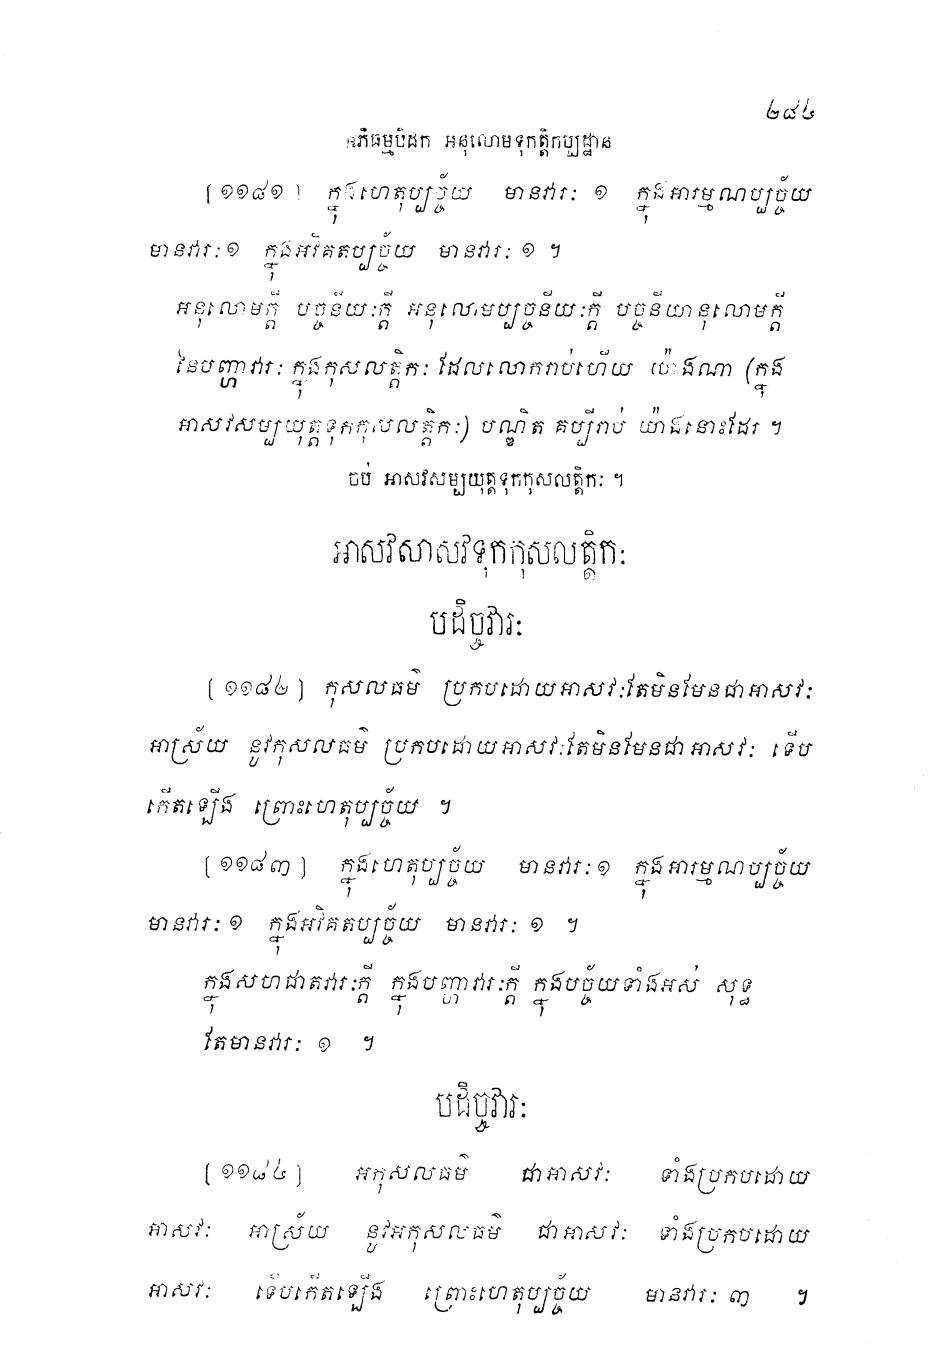 ២៨៤
អភិធម្មបិដក អនុលោមទុកត្តិកប្បដ្ឋាន
[១១៨១] ក្នុងហេតុប្បច្ច័យ មានវារៈ ១ ក្នុងអារម្មណប្បច្ច័យ
មានវារៈ ១ ក្នុងអវិគតប្បច្ច័យ មានវារៈ ១ ។
អនុលោមក្តី បច្ចនីយៈក្តី អនុលោមប្បច្ចនីយៈក្តី បច្ចនីយានុលោមក្តី
នៃបញ្ហាវារៈ ក្នុងកុសលត្តិកៈ ដែលលោករាប់ហើយ យ៉ាងណា (ក្នុង
អាសវសម្បយុត្តទុកកុសលត្តិកៈ) បណ្ឌិត គប្បីរាប់ យ៉ាងនោះដែរ ។
ចប់ អាសវសម្បយុត្តទុកកុសលត្តិកៈ ។
អាសវសាសវទុកកុសលត្តិកៈ
បដិច្ចវារៈ
[១១៨២] កុសលធម៌ ប្រកបដោយអាសវៈតែមិនមែនជាអាសវៈ
អាស្រ័យ នូវកុសលធម៌ ប្រកបដោយអាសវៈតែមិនមែនជាអាសវៈ ទើប
កើតឡើង ព្រោះហេតុប្បច្ច័យ ។
[១១៨៣] ក្នុងហេតុប្បច្ច័យ មានវារៈ ១ ក្នុងអារម្មណប្បច្ច័យ
មានវារៈ ១ ក្នុងអវិគតប្បច្ច័យ មានវារៈ ១ ។
ក្នុងសហជាតវារៈក្តី ក្នុងបញ្ហាវារៈក្តី ក្នុងបច្ច័យទាំងអស់ សុទ្ធ
តែមានវារៈ ១ ។
បដិច្ចវារៈ
[១១៨៤] អកុសលធម៌ ជាអាសវៈ ទាំងប្រកបដោយ
អាសវៈ អាស្រ័យ នូវអកុសលធម៌ ជាអាសវៈ ទាំងប្រកបដោយ
អាសវៈ ទើបកើតឡើង ព្រោះហេតុប្បច្ច័យ មានវារៈ ៣ ។